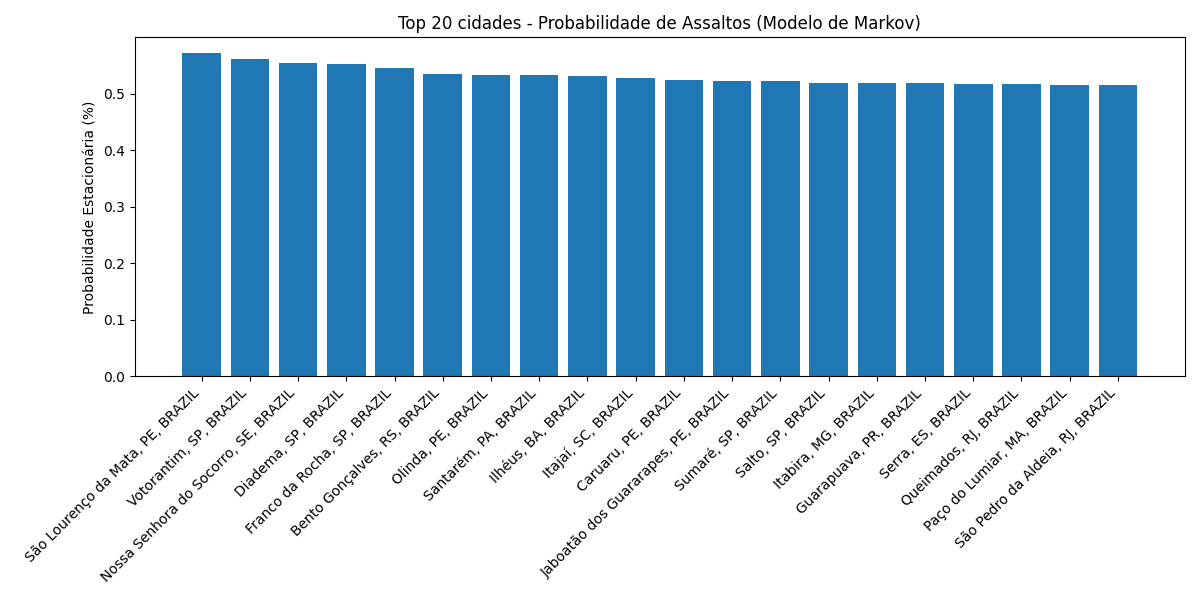 Top 20 cidades - Probabilidade de Assaltos (Modelo de Markov)
Probabilidade Estacionária (%)
0.5
0.4
0.3
0.2
0.1
0.0
São Lourenço da Mata, PE, BRAZIL
Votorantim, SP, BRAZIL
Nossa Senhora do Socorro, SE, BRAZIL
Diadema, SP, BRAZIL
Franco da Rocha, SP, BRAZIL
Bento Gonçalves, RS, BRAZIL
Olinda, PE, BRAZIL
Santarém, PA, BRAZIL
Ilhéus, BA, BRAZIL
Itajaí, SC, BRAZIL
Caruaru, PE, BRAZIL
Jaboatão dos Guararapes, PE, BRAZIL
Sumaré, SP, BRAZIL
Salto, SP, BRAZIL
Itabira, MG, BRAZIL
Guarapuava, PR, BRAZIL
Serra, ES, BRAZIL
Queimados, RJ, BRAZIL
Paço do Lumiar, MA, BRAZIL
São Pedro da Aldeia, RJ, BRAZIL